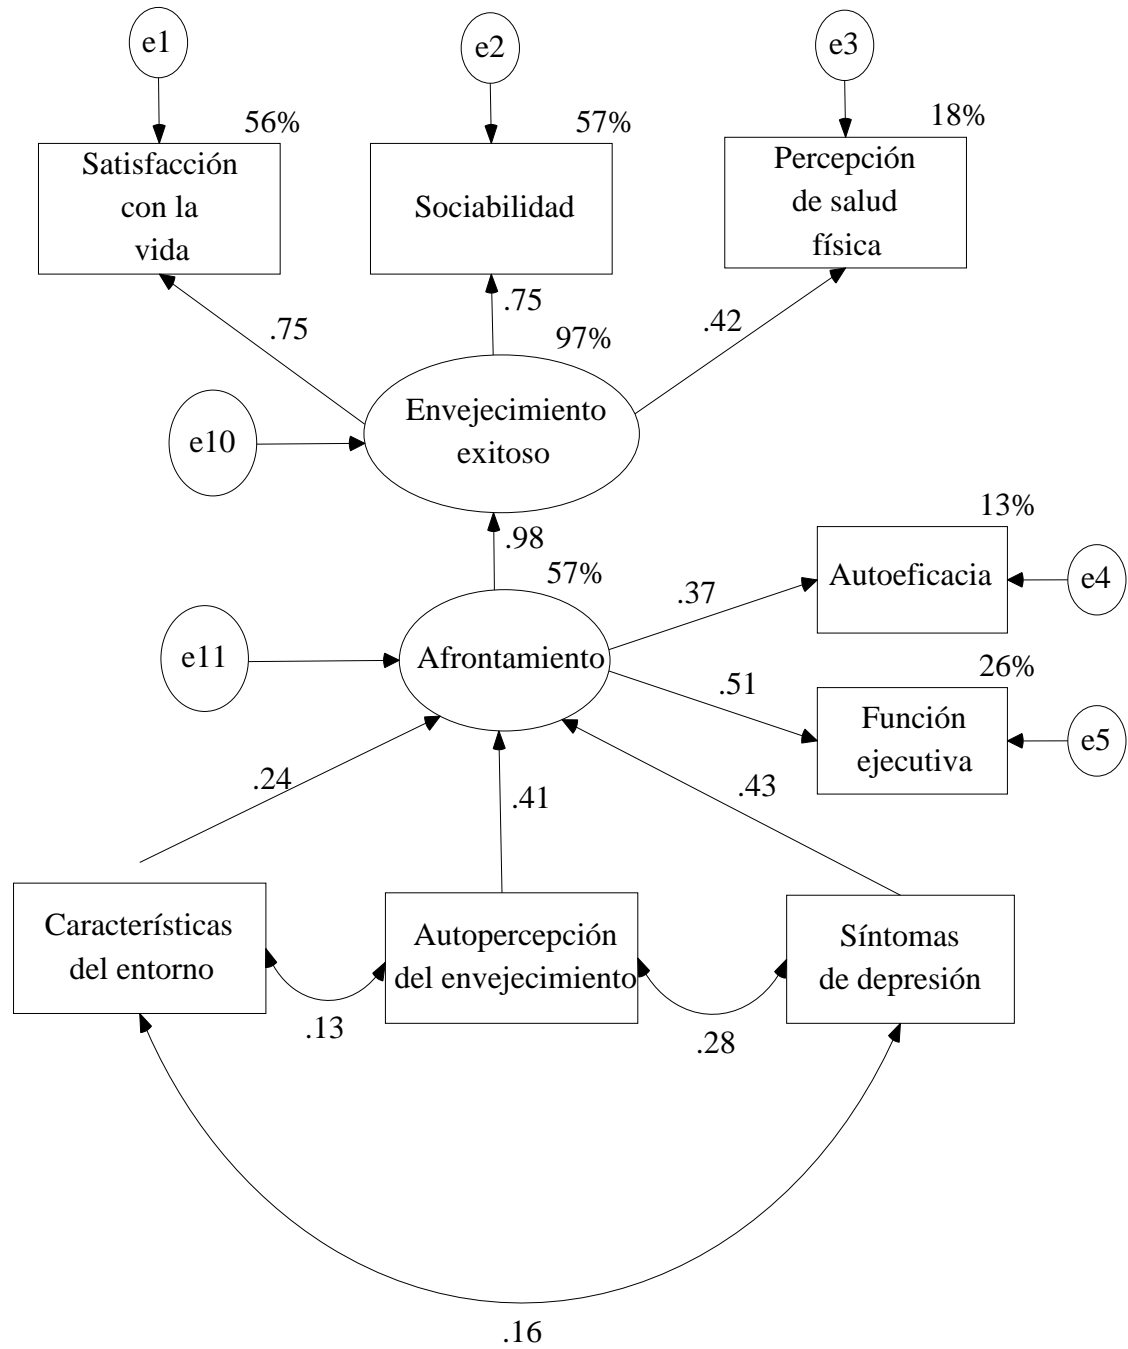 e1
e2
e3
56%
57%
18%
Satisfacción
con la
vida
Sociabilidad
Percepción
de salud
física
.75
.75
.42
97%
Envejecimiento
exitoso
e10
.98
57%
13%
Autoeficacia
e4
.37
Afrontamiento
e11
.51
26%
Función
ejecutiva
e5
.24
.41
.43
Características
del entorno
Autopercepción
del envejecimiento
Síntomas
de depresión
.13
.28
.16